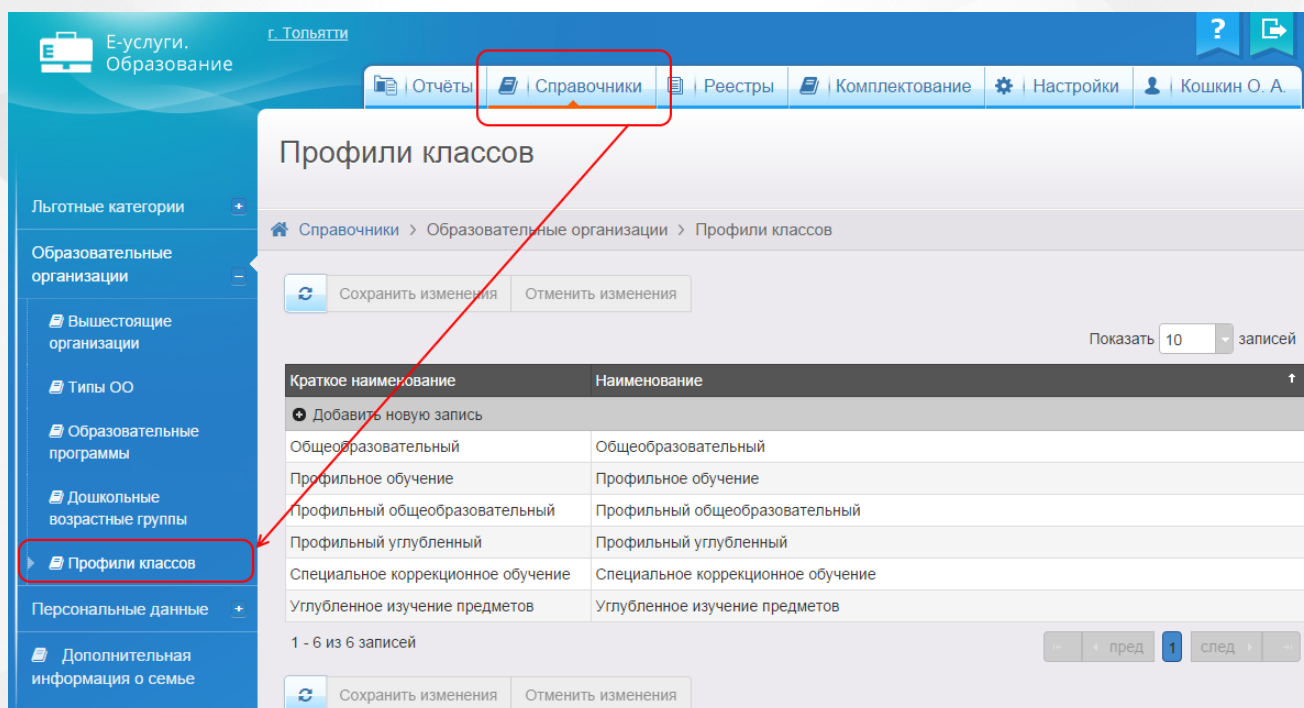 г. Тольятти
?
E
Е-услуги.
Образование
Отчёты Справочники Реестры Комплектование Настройки Кошкин О. А.
Профили классов
Справочники > Образовательные организации > Профили классов
Льготные категории +
Образовательные
организации −
Вышестоящие
организации
Типы ОО
Образовательные
программы
Дошкольные
возрастные группы
Профили классов
Персональные данные +
Дополнительная
информация о семье
Сохранить изменения Отменить изменения
Показать 10 записей
Краткое наименование Наименование ↑
Добавить новую запись
Общеобразовательный Общеобразовательный
Профильное обучение Профильное обучение
Профильный общеобразовательный Профильный общеобразовательный
Профильный углубленный Профильный углубленный
Специальное коррекционное обучение Специальное коррекционное обучение
Углубленное изучение предметов Углубленное изучение предметов
1 - 6 из 6 записей пред 1 след
Сохранить изменения Отменить изменения